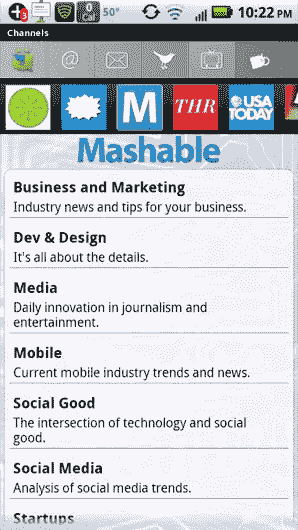 3
0
Cal
50°
10:22 PM
Channels
@
M
THR
USA
TODAY
Mashable
Business and Marketing
Industry news and tips for your business.
Dev & Design
It's all about the details.
Media
Daily innovation in journalism and
entertainment.
Mobile
Current mobile industry trends and news.
Social Good
The intersection of technology and social
good.
Social Media
Analysis of social media trends.
Startups